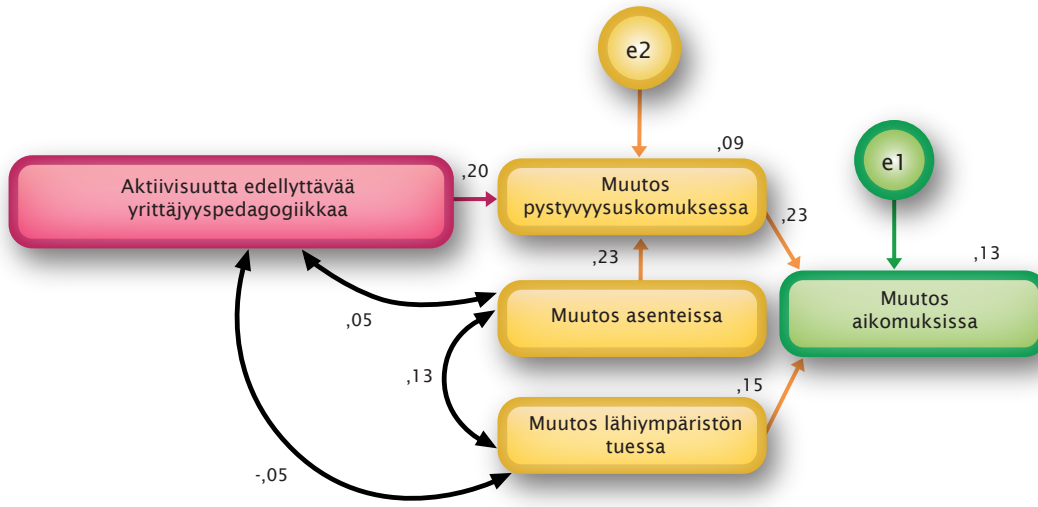 e2
,09
,20
Aktiivisuutta edellyttävää
yrittäjyyspedagogiikkaa
Muutos
pystyvyysuskomuksessa
e1
,23
,23
,13
Muutos asenteissa
Muutos
aikomuksissa
,05
,13
,15
Muutos lähiympäristön
tuessa
-,05